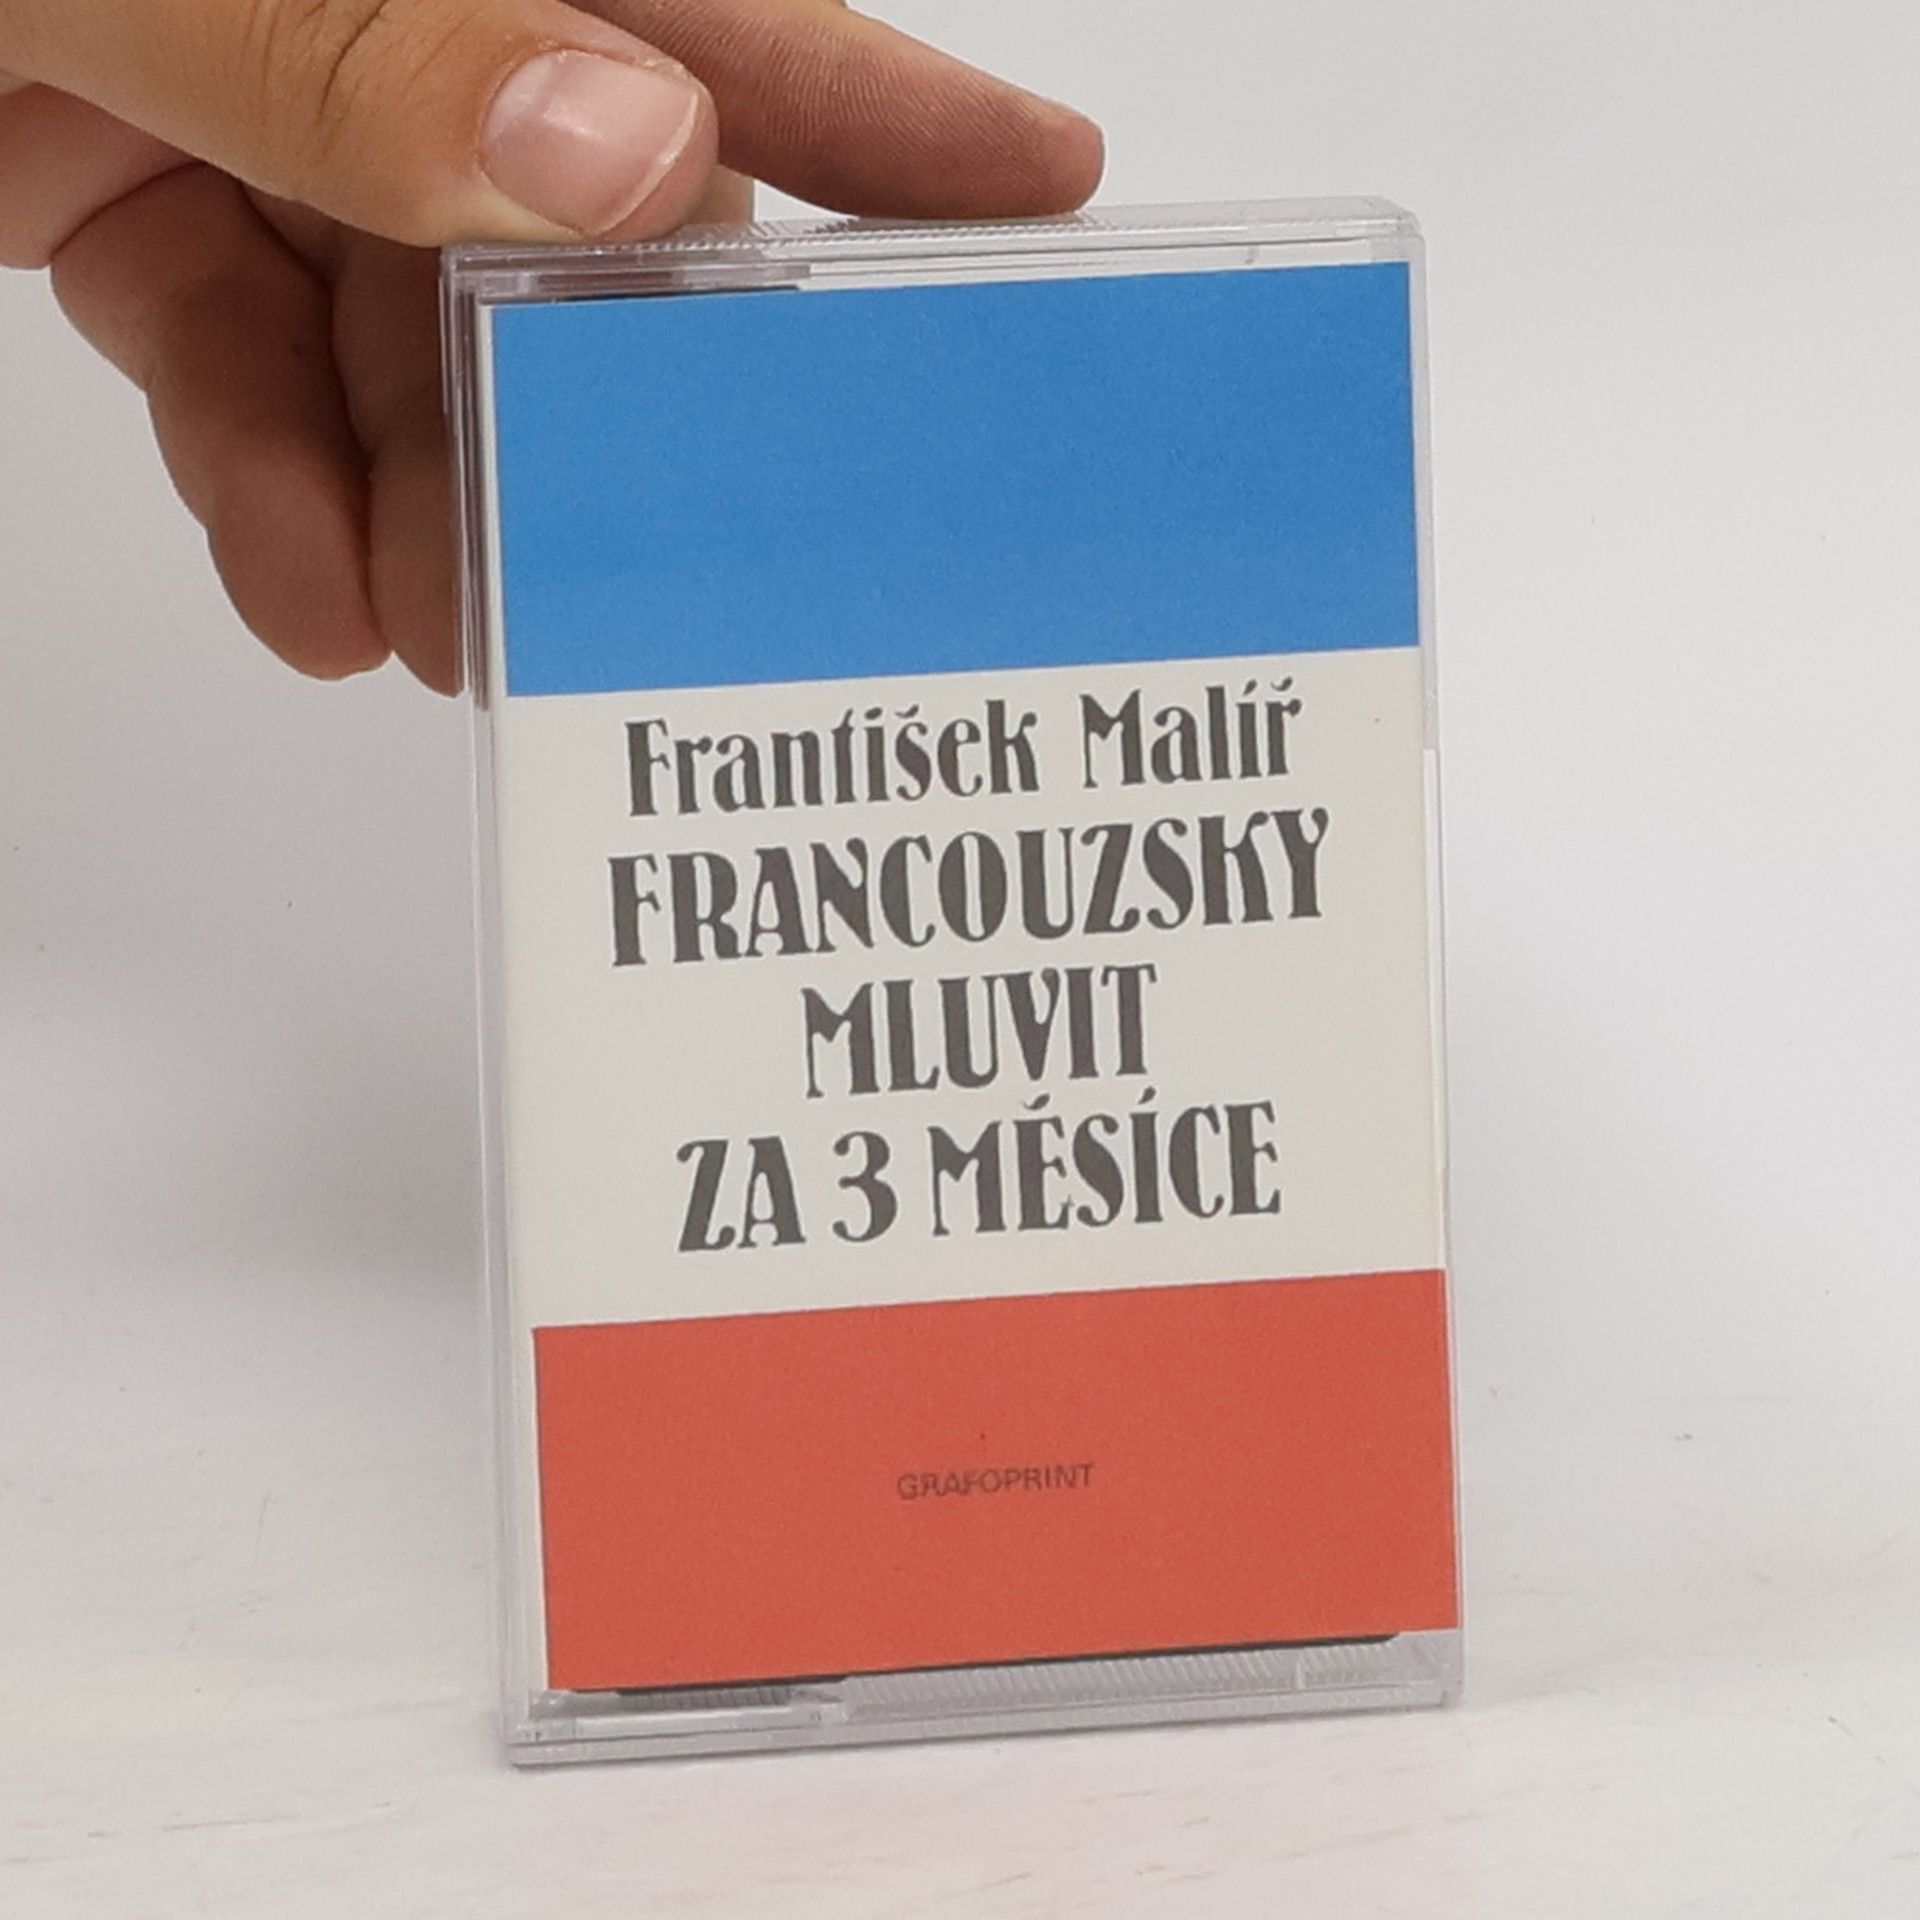 František Malíř
FRANCOUZSKY
MLUVIT
ZA 3 MĚSÍCE
GRAFOPRINT